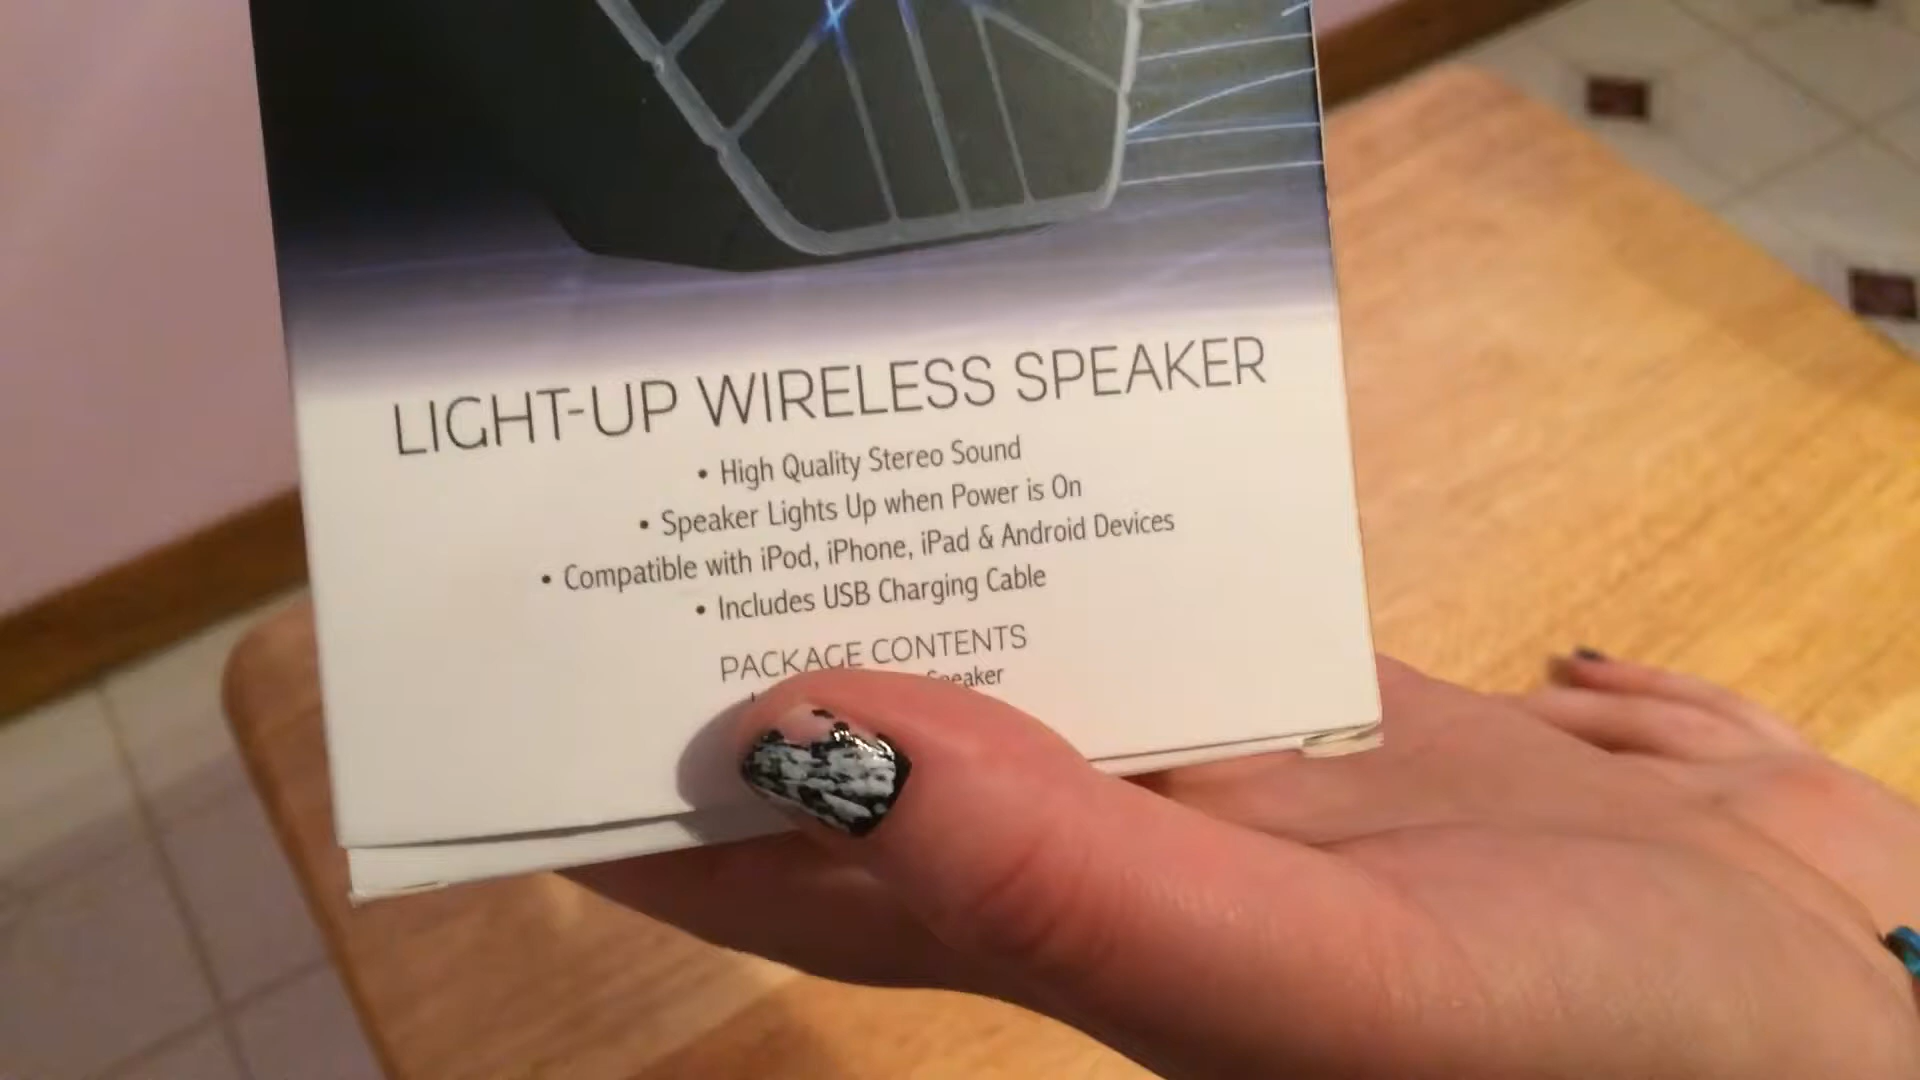 LIGHT-UP WIRELESS SPEAKER
• High Quality Stereo Sound
• Speaker Lights Up when Power is On
• Compatible with iPod, iPhone, iPad & Android Devices
• Includes USB Charging Cable
PACKAGE CONTENTS
Speaker